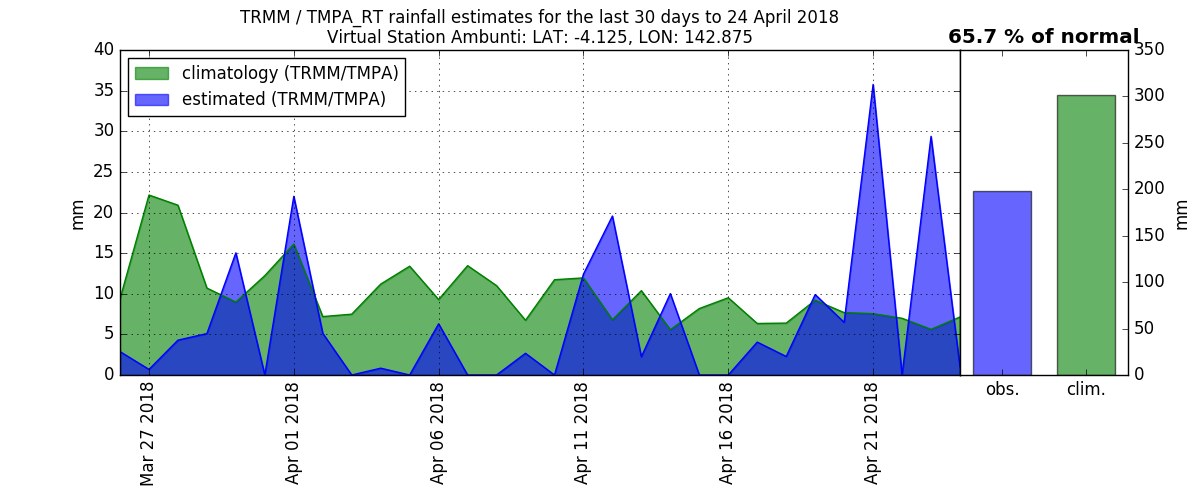 TRMM / TMPA_RT rainfall estimates for the last 30 days to 24 April 2018
Virtual Station Ambunti: LAT: -4.125, LON: 142.875
65.7 % of normal
climatology (TRMM/TMPA)
estimated (TRMM/TMPA)
mm
40
35
30
25
20
15
10
5
0
Mar 27 2018
Apr 01 2018
Apr 06 2018
Apr 11 2018
Apr 16 2018
Apr 21 2018
obs.
clim.
350
300
250
200
150
100
50
0
mm